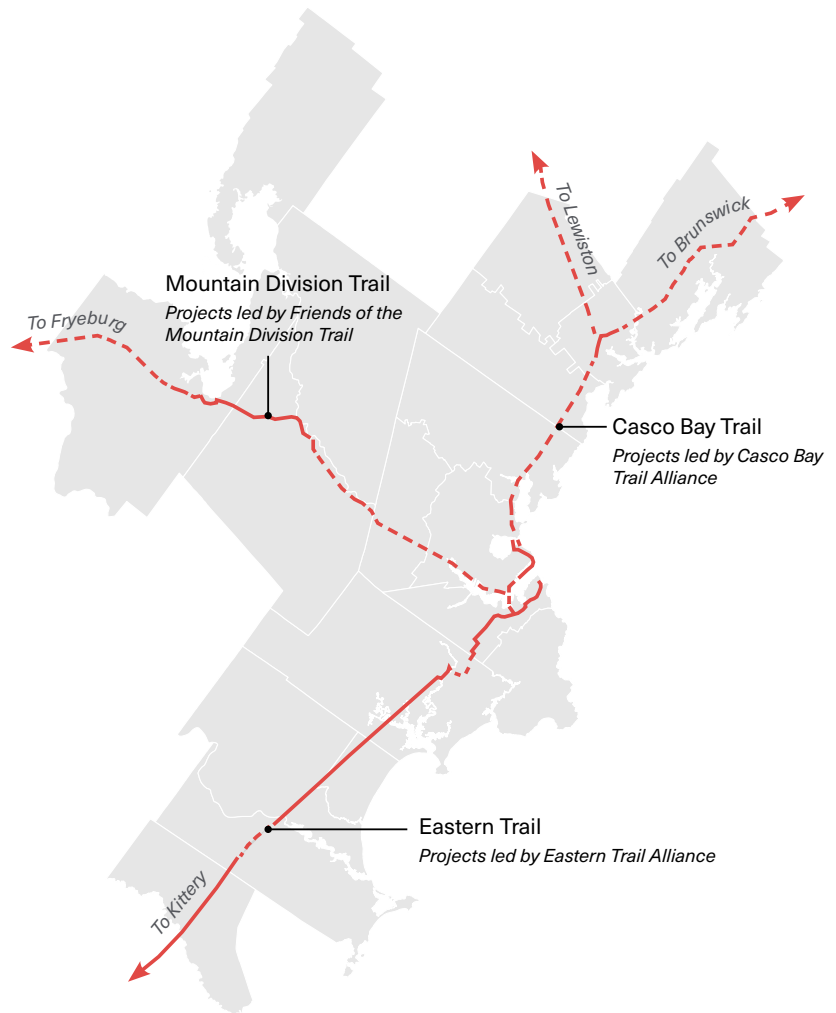 To Lewiston
To Brunswick
Mountain Division Trail
Projects led by Friends of the
Mountain Division Trail
To Fryeburg
Casco Bay Trail
Projects led by Casco Bay
Trail Alliance
Eastern Trail
Projects led by Eastern Trail Alliance
To Kittery